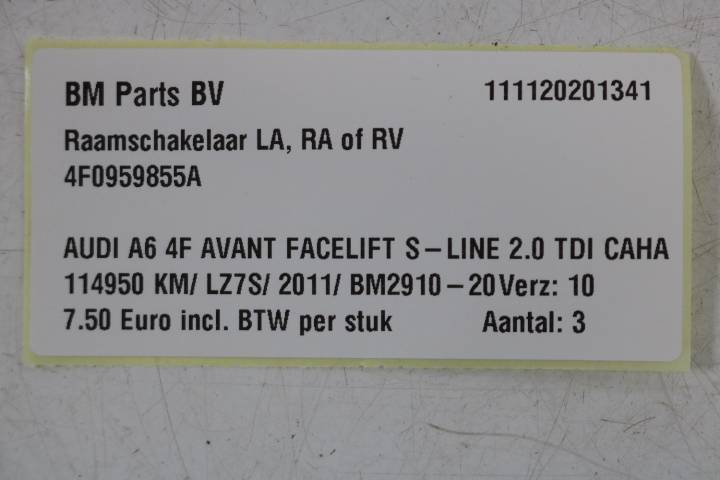 BM Parts BV 111120201341
Raamschakelaar LA, RA of RV
4F0959855A
AUDI A6 4F AVANT FACELIFT S-LINE 2.0 TDI CAHA
114950 KM/ LZ7S/ 2011/ BM2910-20Verz: 10
7.50 Euro incl. BTW per stuk Aantal: 3